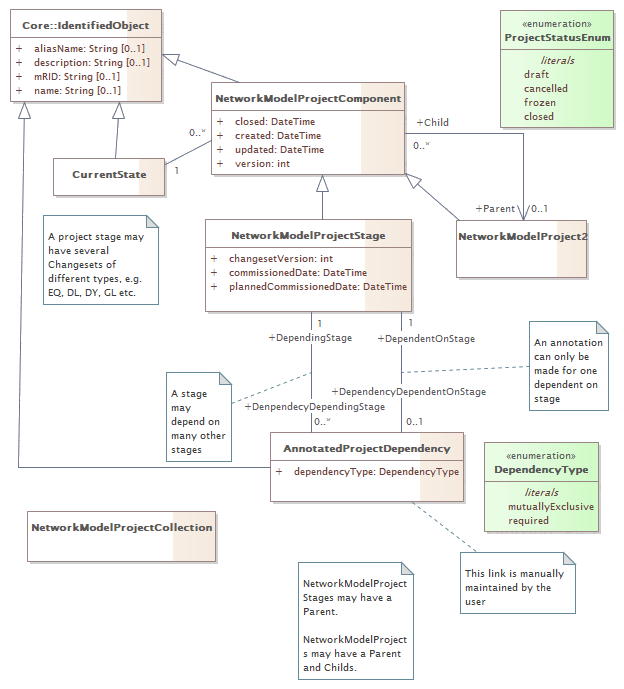 Core::IdentifiedObject
+ aliasName: String [0..1]
+ description: String [0..1]
+ mRID: String [0..1]
+ name: String [0..1]
«enumeration»
ProjectStatusEnum
literals
draft
cancelled
frozen
closed
NetworkModelProjectComponent
+ closed: DateTime
+ created: DateTime
+ updated: DateTime
+ version: int
+Child
0..*
0..*
1
CurrentState
+Parent
0..1
A project stage may
have several
Changesets of
different types, e.g.
EQ, DL, DY, GL etc.
NetworkModelProjectStage
+ changesetVersion: int
+ commissionedDate: DateTime
+ plannedCommissionedDate: DateTime
NetworkModelProject2
1
+DependingStage
1
+DependentOnStage
An annotation
can only be
made for one
dependent on
stage
A stage
may
depend on
many other
stages
+DependencyDependentOnStage
+DenpendecyDependingStage
0..*
0..1
AnnotatedProjectDependency
+ dependencyType: DependencyType
«enumeration»
DependencyType
literals
mutuallyExclusive
required
NetworkModelProjectCollection
This link is manually
maintained by the
user
NetworkModelProject
Stages may have a
Parent.
NetworkModelProject
s may have a Parent
and Childs.